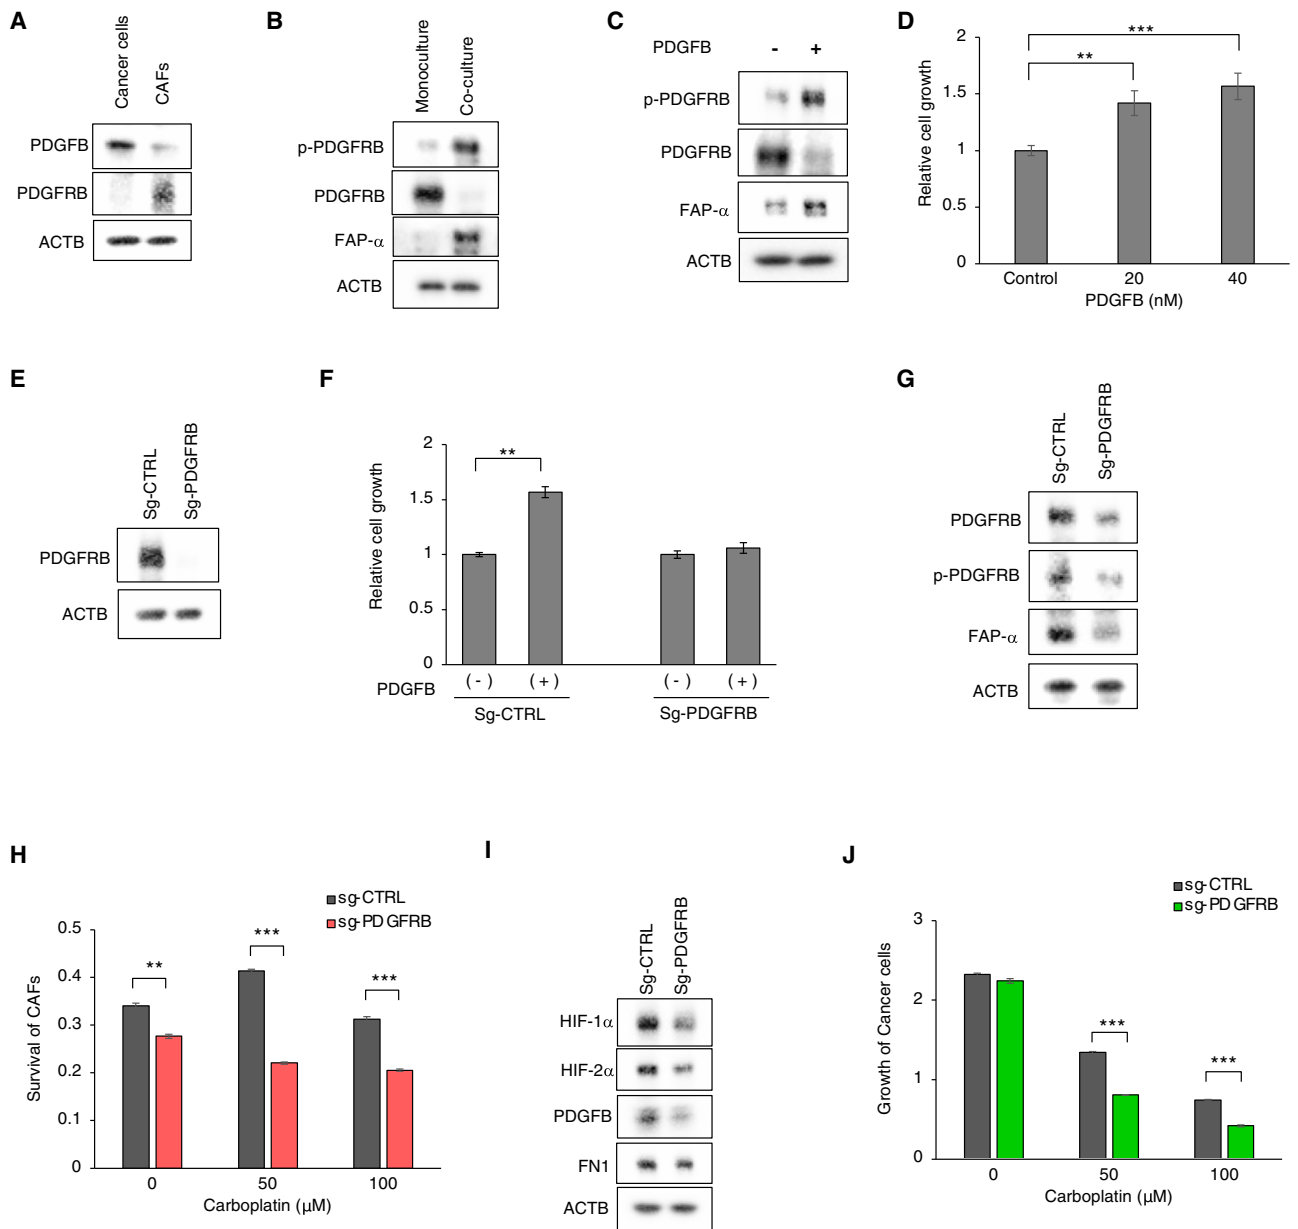 A
Cancer cells
CAFs
PDGFB
PDGFRB
ACTB
B
Monoculture
Co-culture
p-PDGFRB
PDGFRB
FAP-α
ACTB
C
PDGFB - +
p-PDGFRB
PDGFRB
FAP-α
ACTB
D
Relative cell growth
2
1.5
1
0.5
0
** ***
Control 20 40
PDGFB (nM)
E
Sg-CTRL
Sg-PDGFRB
PDGFRB
ACTB
F
Relative cell growth
2
1.5
1
0.5
0
**
PDGFB (-) (+) (-) (+)
Sg-CTRL Sg-PDGFRB
G
Sg-CTRL
Sg-PDGFRB
PDGFRB
p-PDGFRB
FAP-α
ACTB
H
sg-CTRL
sg-PDGFRB
Survival of CAFs
0.5
0.4
0.3
0.2
0.1
0
** *** ***
0 50 100
Carboplatin (μM)
I
Sg-CTRL
Sg-PDGFRB
HIF-1α
HIF-2α
PDGFB
FN1
ACTB
J
sg-CTRL
sg-PDGFRB
Growth of Cancer cells
3
2
1
0
*** ***
0 50 100
Carboplatin (μM)